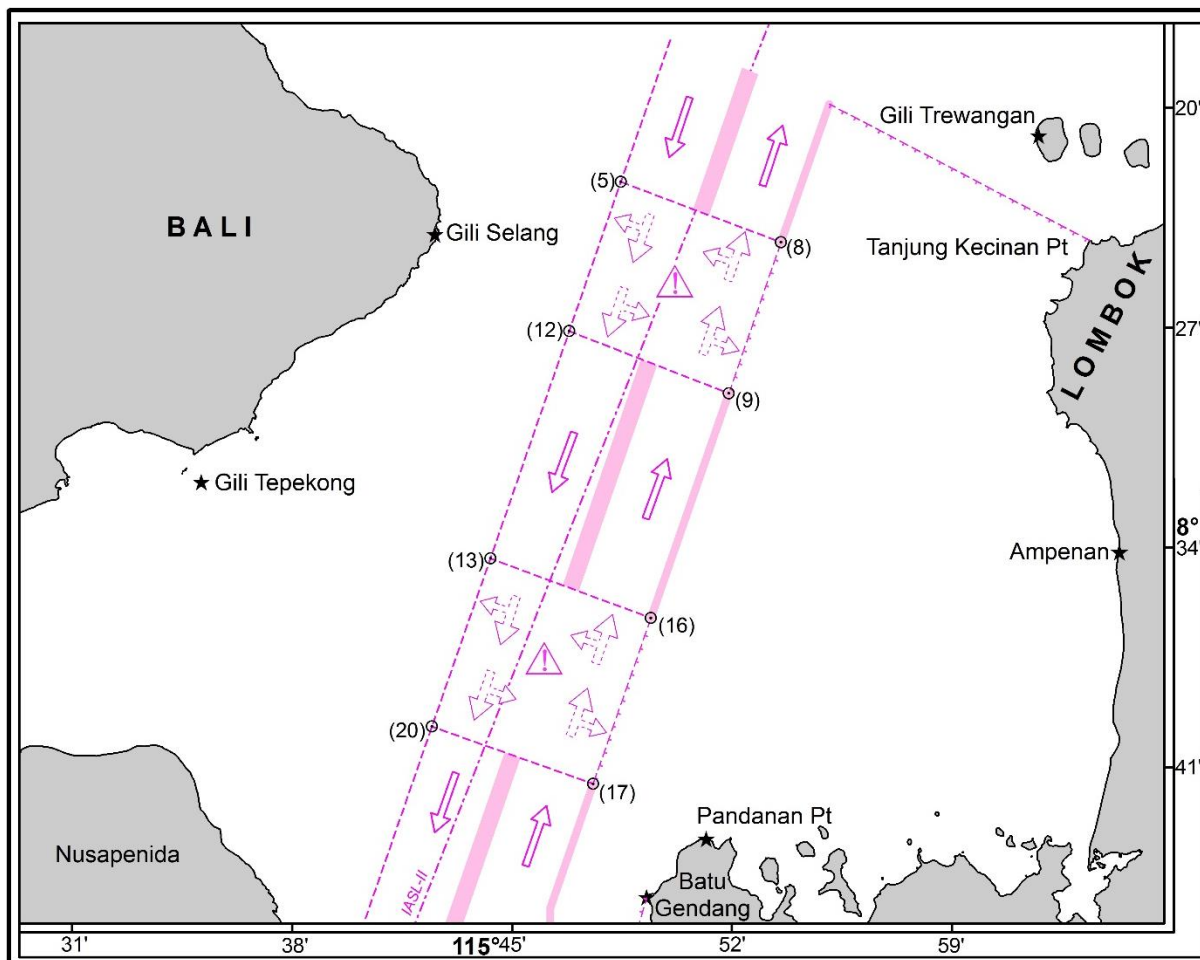 20'
Gili Trewangan
(5)
BALI
Gili Selang
(8)
Tanjung Kecinan Pt
!
LOMBOK
(12)
27'
(9)
Gili Tepekong
8°
34'
Ampenan
(13)
(16)
!
(20)
41'
(17)
Pandanan Pt
Nusapenida
IASL-II
Batu
Gendang
31'
38'
115°45'
52'
59'